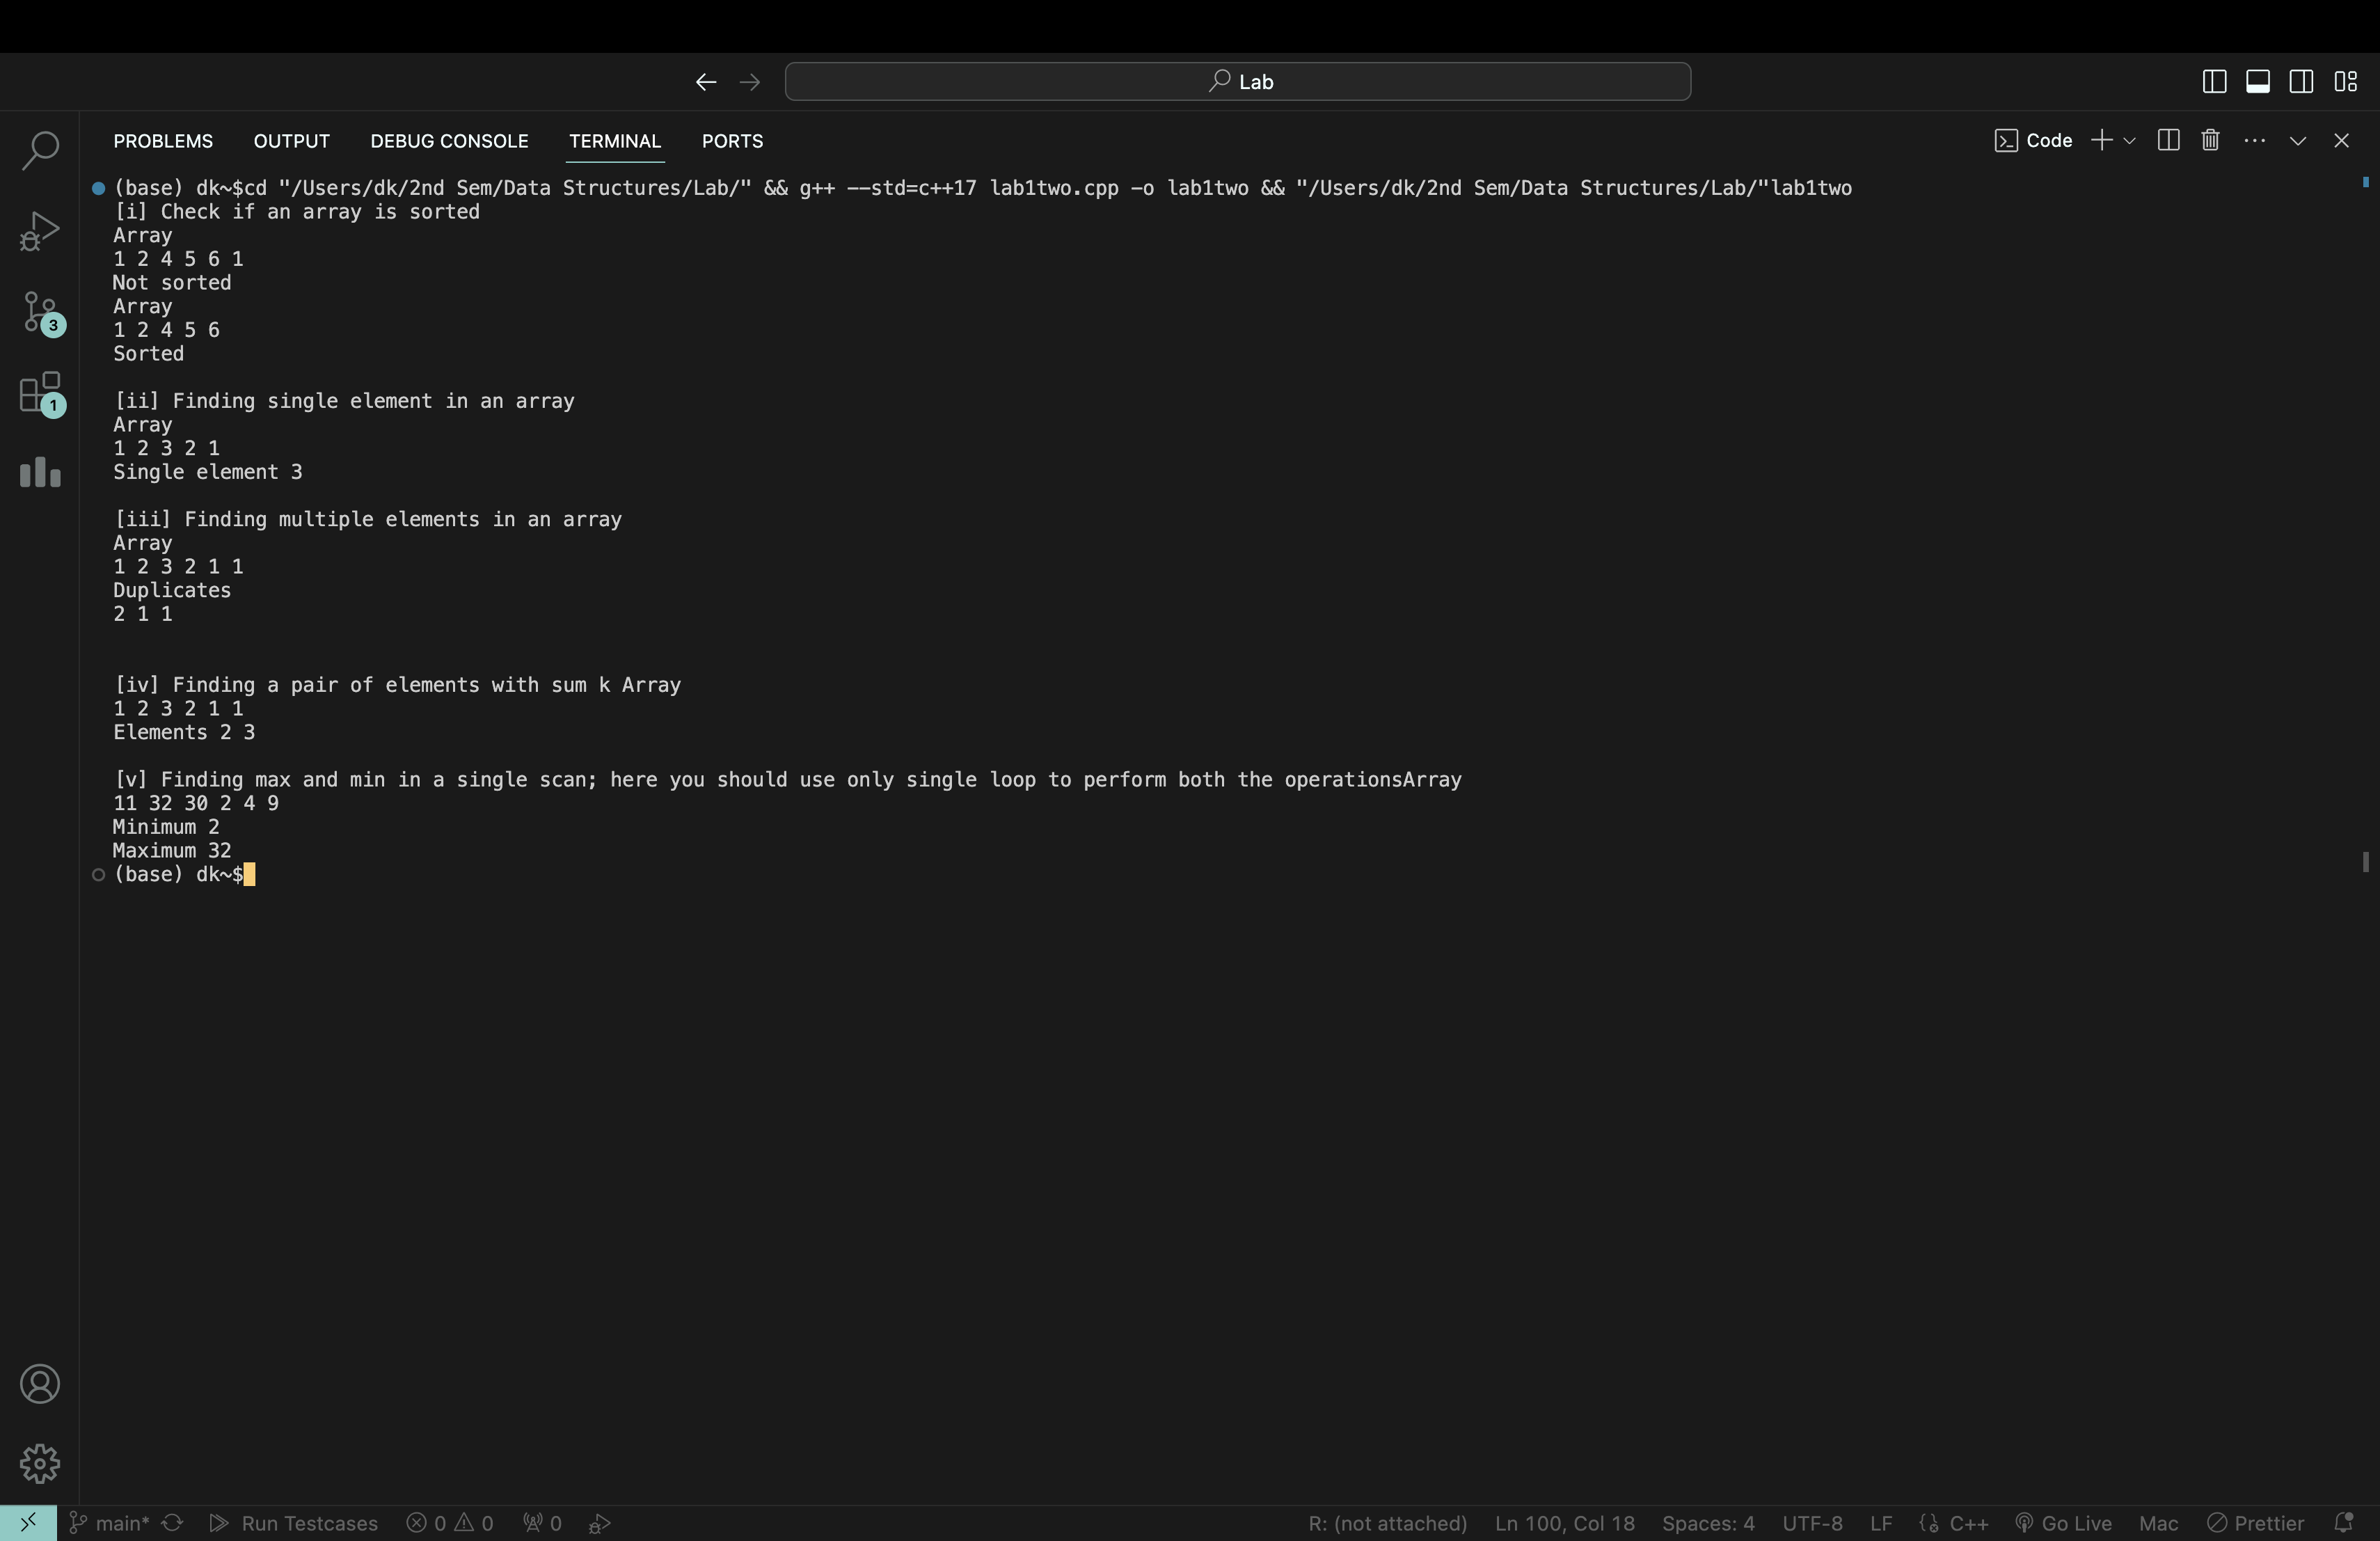 Lab
PROBLEMS OUTPUT DEBUG CONSOLE TERMINAL PORTS Code
(base) dk~$cd "/Users/dk/2nd Sem/Data Structures/Lab/" && g++ --std=c++17 lab1two.cpp -o lab1two && "/Users/dk/2nd Sem/Data Structures/Lab/"lab1two
[i] Check if an array is sorted
Array
1 2 4 5 6 1
Not sorted
Array
1 2 4 5 6
Sorted
[ii] Finding single element in an array
Array
1 2 3 2 1
Single element 3
[iii] Finding multiple elements in an array
Array
1 2 3 2 1 1
Duplicates
2 1 1
[iv] Finding a pair of elements with sum k Array
1 2 3 2 1 1
Elements 2 3
[v] Finding max and min in a single scan; here you should use only single loop to perform both the operationsArray
11 32 30 2 4 9
Minimum 2
Maximum 32
(base) dk~$
3
1
main* Run Testcases 0 0 0 R: (not attached) Ln 100, Col 18 Spaces: 4 UTF-8 LF C++ Go Live Mac Prettier